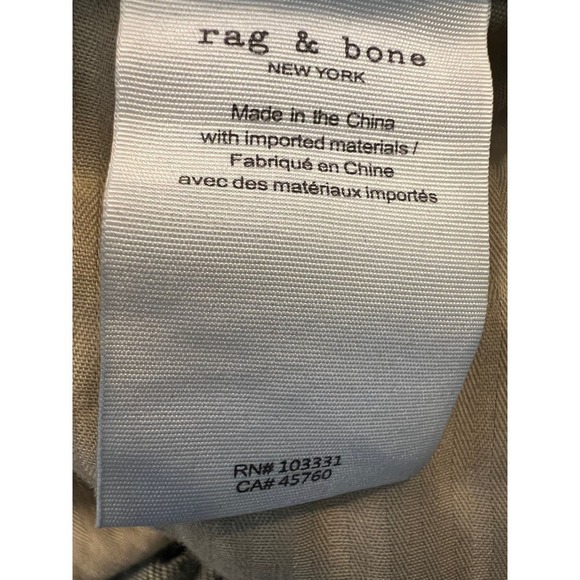 rag & bone
NEW YORK
Made in the China
with imported materials /
Fabriqué en Chine
avec des matériaux importés
RN# 103331
CA# 45760